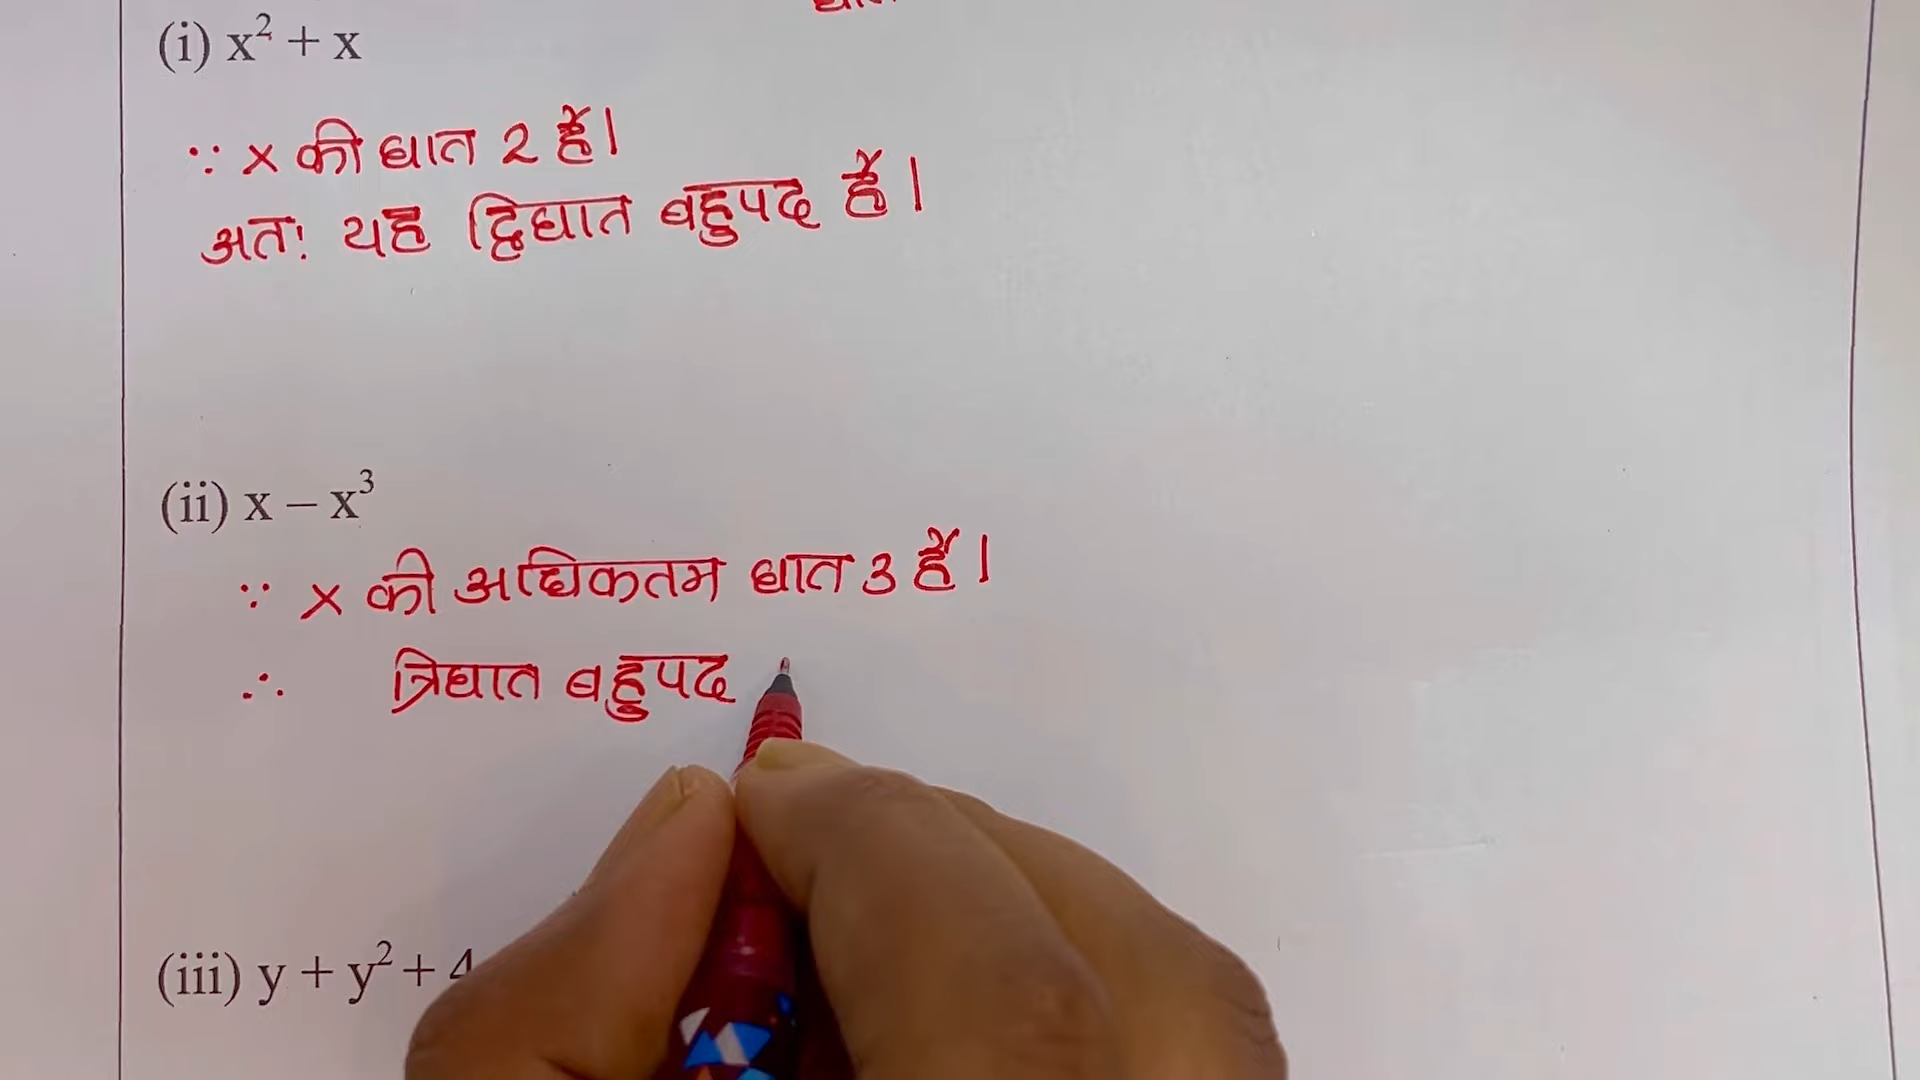 (i) x² + x
∵ x की घात 2 हैं।
अतः यह द्विघात बहुपद हैं।
(ii) x – x³
∵ x की अधिकतम घात 3 हैं।
∴ त्रिघात बहुपद
(iii) y + y² + 4